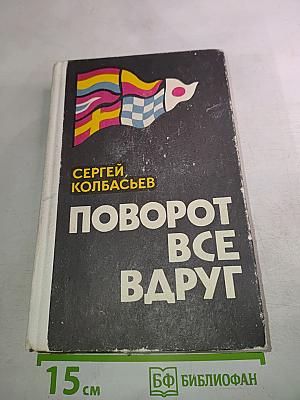 СЕРГЕЙ
КОЛБАСЬЕВ
ПОВОРОТ
ВСЕ
ВДРУГ
15 см
БФ БИБЛИОФАН